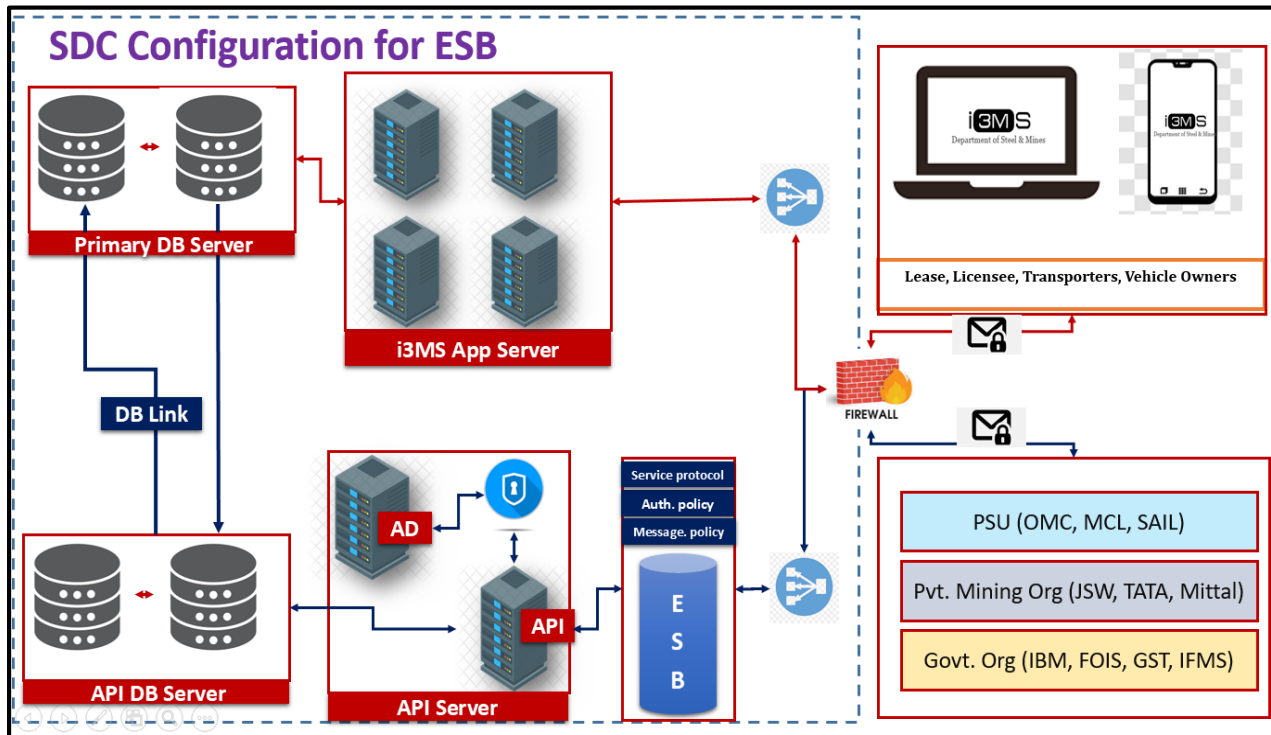 SDC Configuration for ESB
Primary DB Server
i3MS App Server
DB Link
API DB Server
AD
API
API Server
Service protocol
Auth. policy
Message. policy
E
S
B
FIREWALL
i3MS
Department of Steel & Mines
i3MS
Department of Steel & Mines
Lease, Licensee, Transporters, Vehicle Owners
PSU (OMC, MCL, SAIL)
Pvt. Mining Org (JSW, TATA, Mittal)
Govt. Org (IBM, FOIS, GST, IFMS)